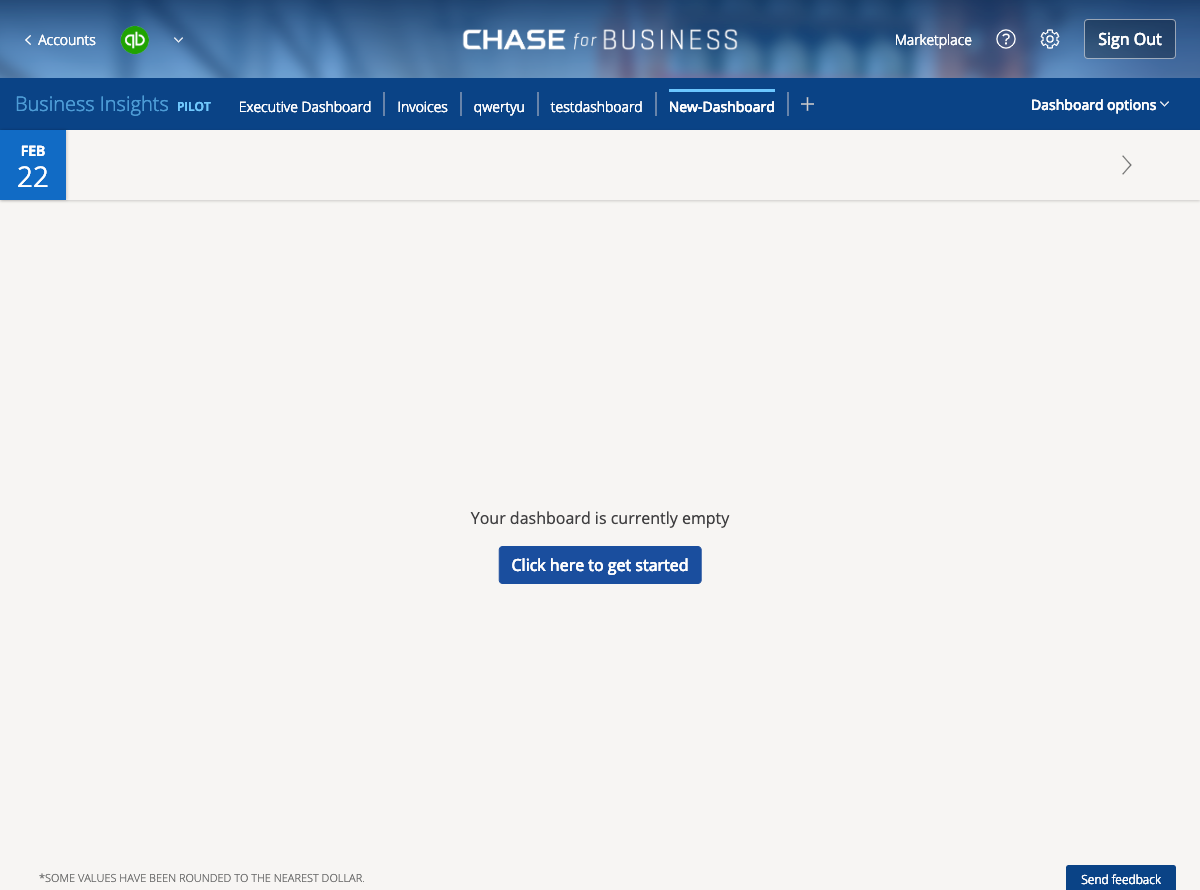 Accounts
qb
CHASE for BUSINESS
Marketplace
?
Sign Out
Business Insights PILOT
Executive Dashboard
Invoices
qwertyu
testdashboard
New-Dashboard
+
Dashboard options
FEB
22
Your dashboard is currently empty
Click here to get started
*SOME VALUES HAVE BEEN ROUNDED TO THE NEAREST DOLLAR.
Send feedback